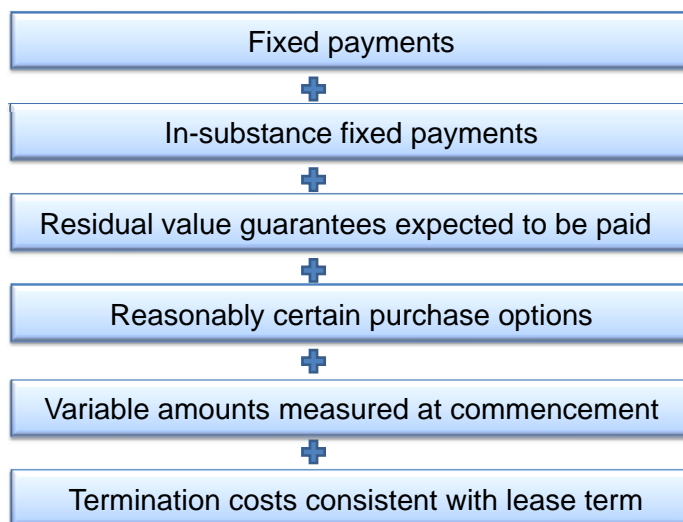 Fixed payments
In-substance fixed payments
Residual value guarantees expected to be paid
Reasonably certain purchase options
Variable amounts measured at commencement
Termination costs consistent with lease term